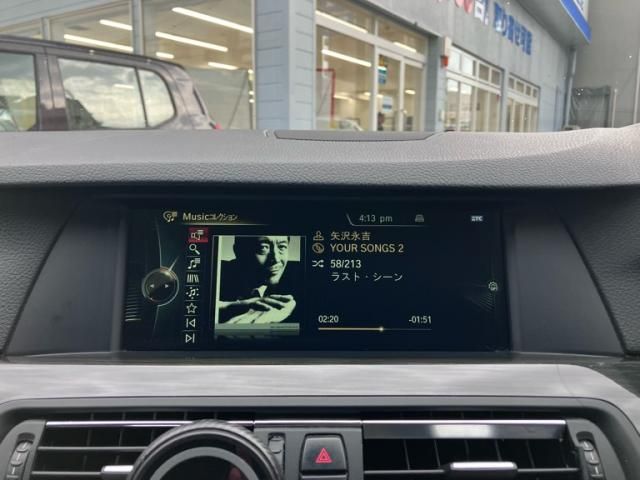 Musicコレクション
4:13 pm
矢沢永吉
YOUR SONGS 2
58/213
ラスト・シーン
02:20
-01:51